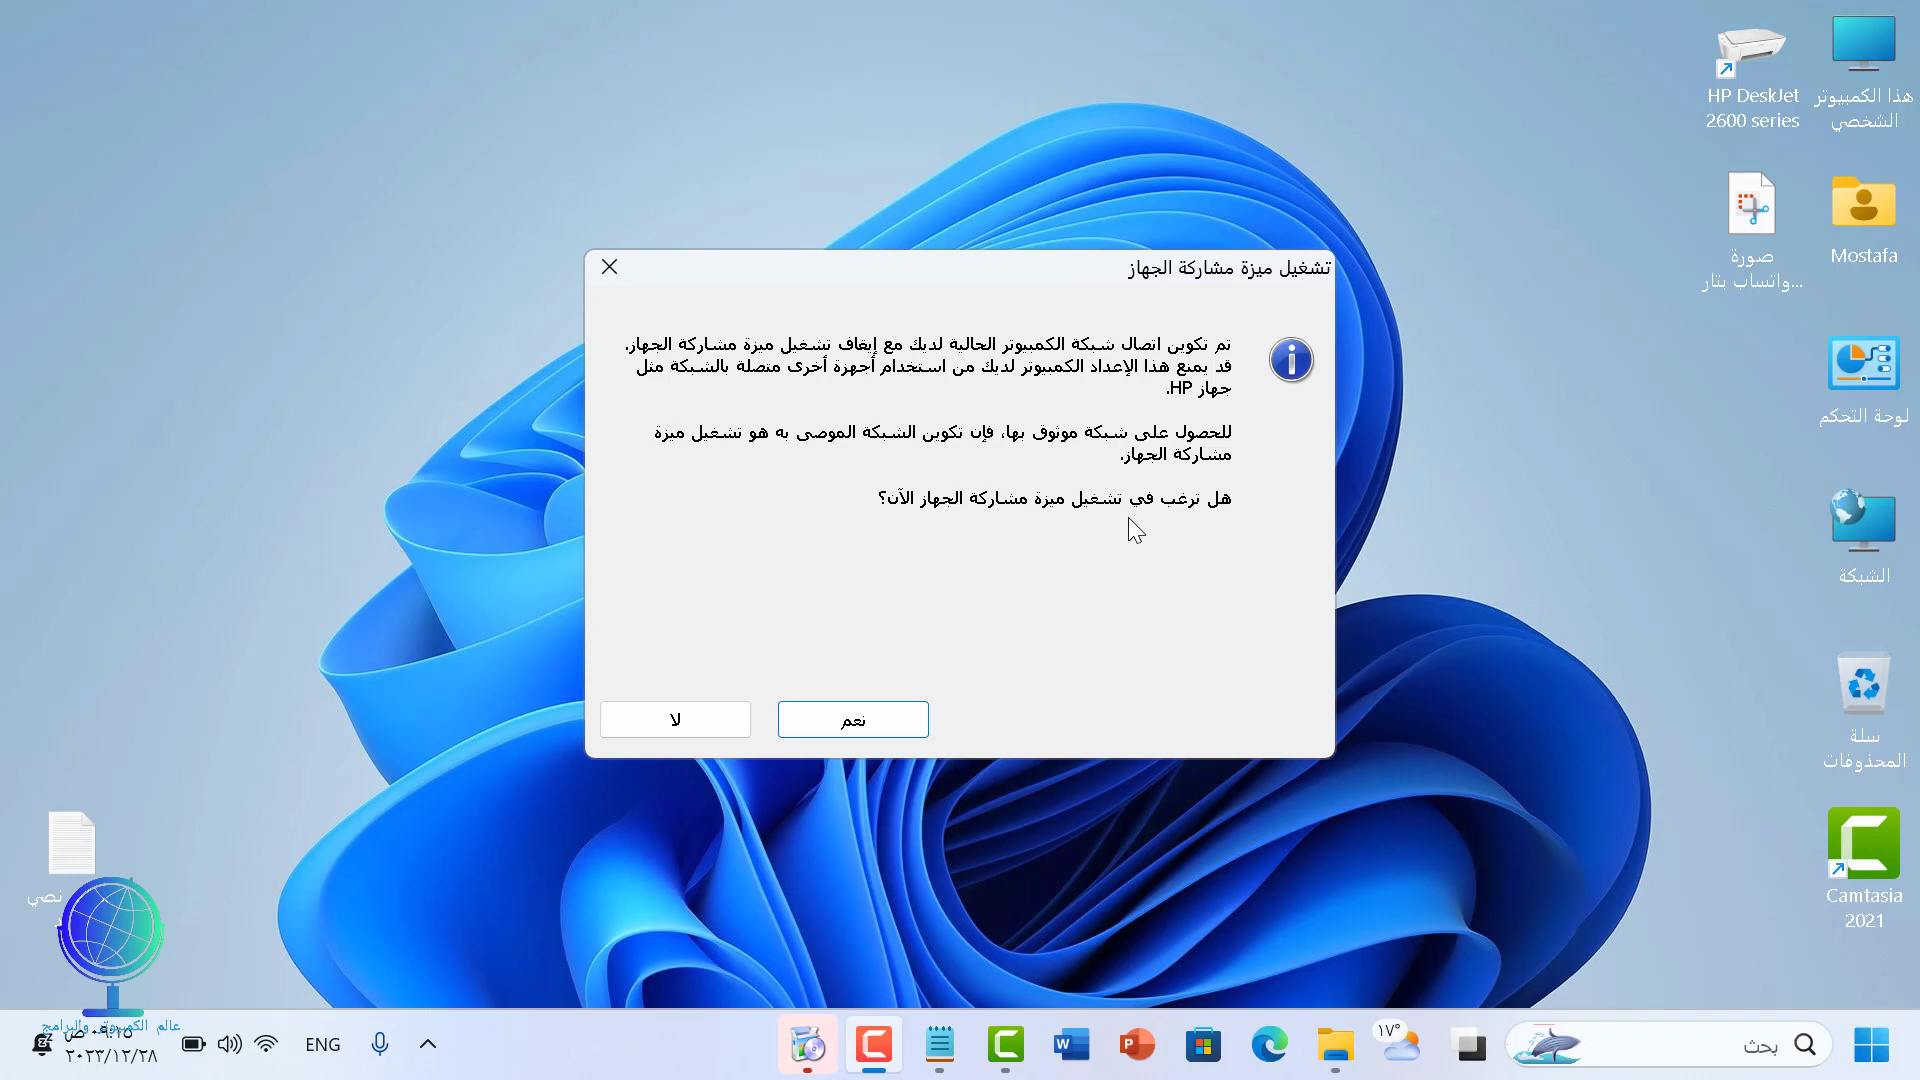 هذا الكمبيوتر
الشخصي
HP DeskJet
2600 series
Mostafa
صورة
واتساب بتار...
لوحة التحكم
الشبكة
سلة
المحذوفات
Camtasia
2021
تشغيل ميزة مشاركة الجهاز
تم تكوين اتصال شبكة الكمبيوتر الحالية لديك مع إيقاف تشغيل ميزة مشاركة الجهاز.
قد يمنع هذا الإعداد الكمبيوتر لديك من استخدام أجهزة أخرى متصلة بالشبكة مثل
جهاز HP.
للحصول على شبكة موثوق بها، فإن تكوين الشبكة الموصى به هو تشغيل ميزة
مشاركة الجهاز.
هل ترغب في تشغيل ميزة مشاركة الجهاز الآن؟
نعم
لا
نصي
عالم الكمبيوتر والبرامج
بحث
١٧°
ENG
٠٩:٢٥ ص
٢٠٢٣/١٢/٢٨